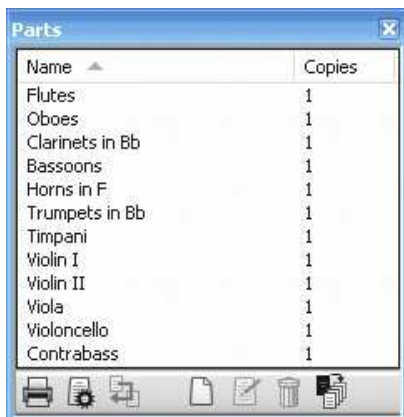 Parts
Name Copies
Flutes 1
Oboes 1
Clarinets in Bb 1
Bassoons 1
Horns in F 1
Trumpets in Bb 1
Timpani 1
Violin I 1
Violin II 1
Viola 1
Violoncello 1
Contrabass 1